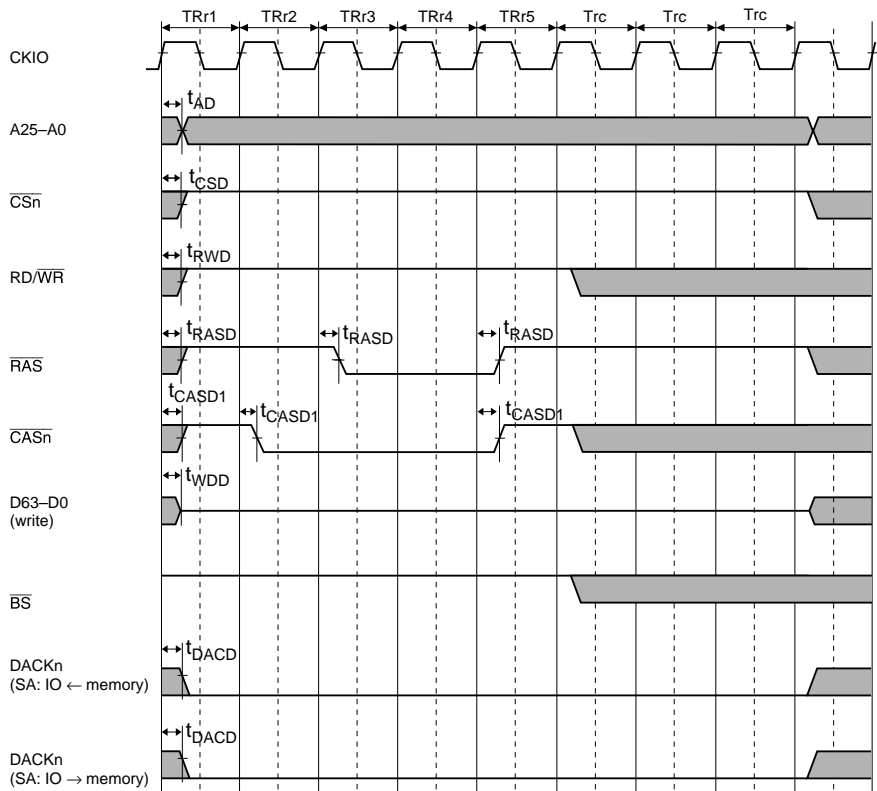 TRr1 TRr2 TRr3 TRr4 TRr5 Trc Trc Trc
CKIO
tAD
A25–A0
tCSD
CSn
tRWD
RD/WR
tRASD tRASD tRASD
RAS
tCASD1 tCASD1 tCASD1
CASn
tWDD
D63–D0
(write)
BS
tDACD
DACKn
(SA: IO ← memory)
tDACD
DACKn
(SA: IO → memory)